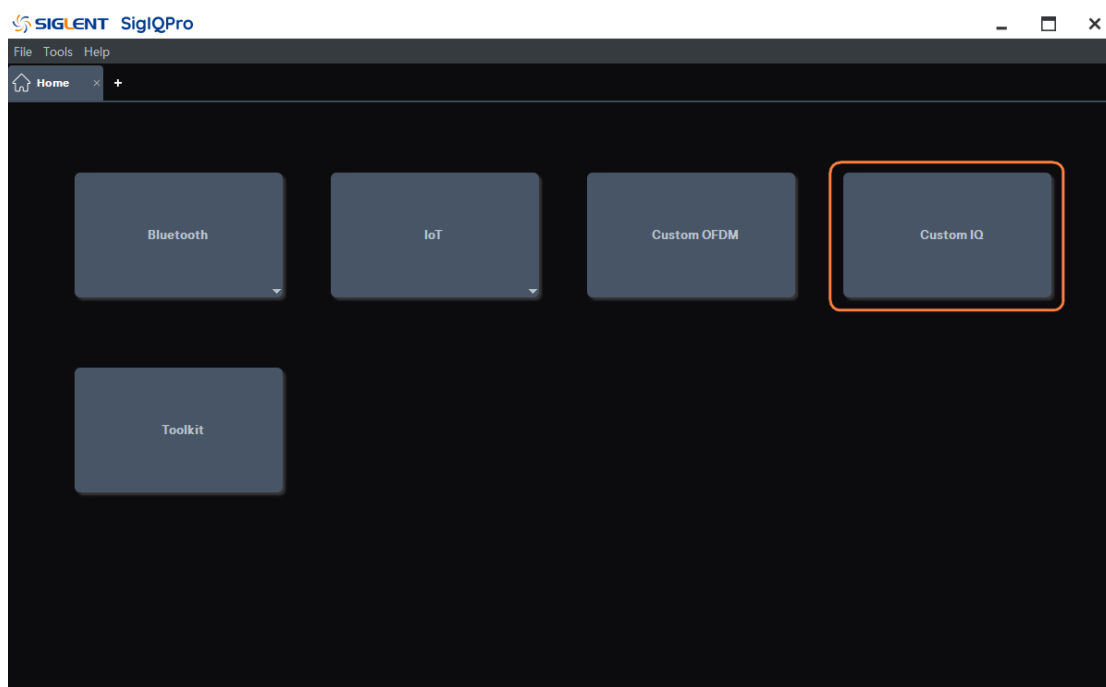 SIGLENT SigIQPro
File Tools Help
Home × +
Bluetooth IoT Custom OFDM Custom IQ
Toolkit